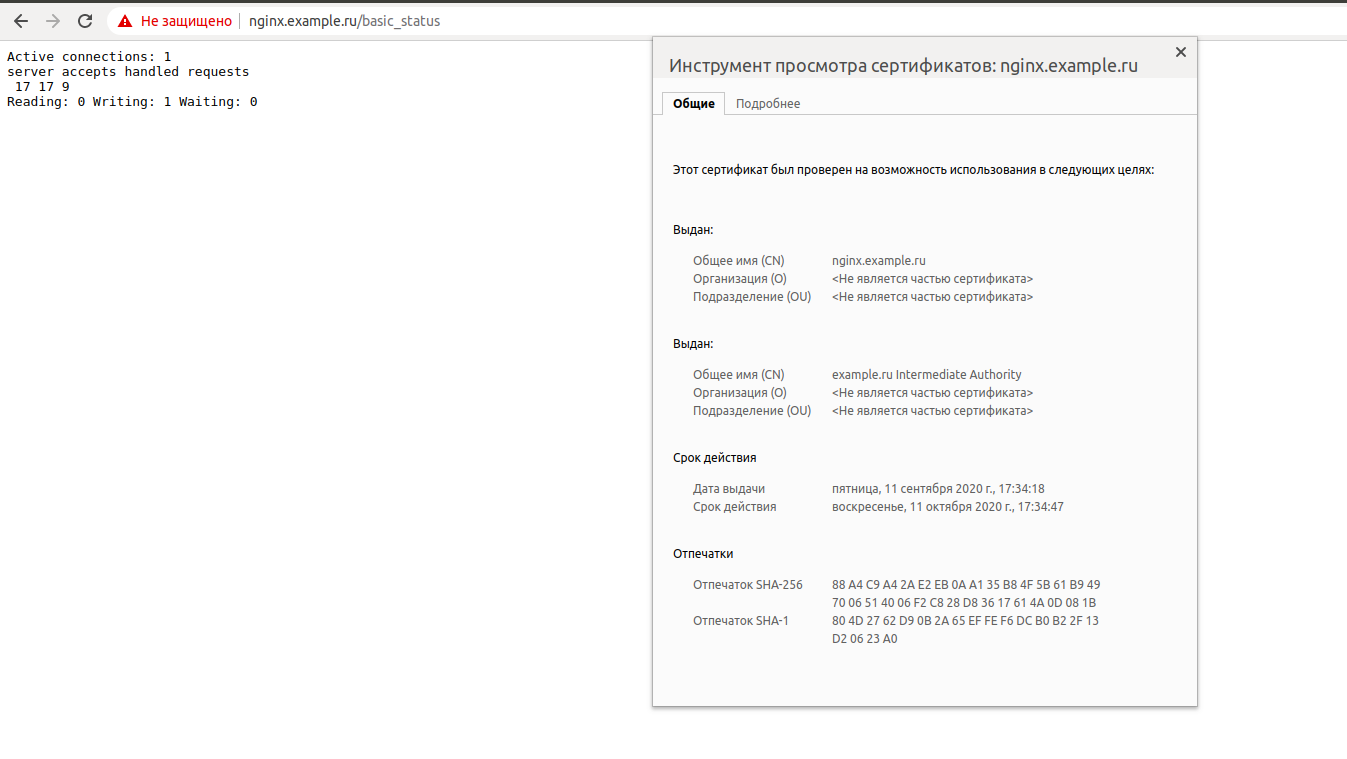 Не защищено nginx.example.ru/basic_status
Active connections: 1
server accepts handled requests
17 17 9
Reading: 0 Writing: 1 Waiting: 0
Инструмент просмотра сертификатов: nginx.example.ru
Общие Подробнее
Этот сертификат был проверен на возможность использования в следующих целях:
Выдан:
Общее имя (CN) nginx.example.ru
Организация (O) <Не является частью сертификата>
Подразделение (OU) <Не является частью сертификата>
Выдан:
Общее имя (CN) example.ru Intermediate Authority
Организация (O) <Не является частью сертификата>
Подразделение (OU) <Не является частью сертификата>
Срок действия
Дата выдачи пятница, 11 сентября 2020 г., 17:34:18
Срок действия воскресенье, 11 октября 2020 г., 17:34:47
Отпечатки
Отпечаток SHA-256 88 A4 C9 A4 2A E2 EB 0A A1 35 B8 4F 5B 61 B9 49
70 06 51 40 06 F2 C8 28 D8 36 17 61 4A 0D 08 1B
Отпечаток SHA-1 80 4D 27 62 D9 0B 2A 65 EF FE F6 DC B0 B2 2F 13
D2 06 23 A0